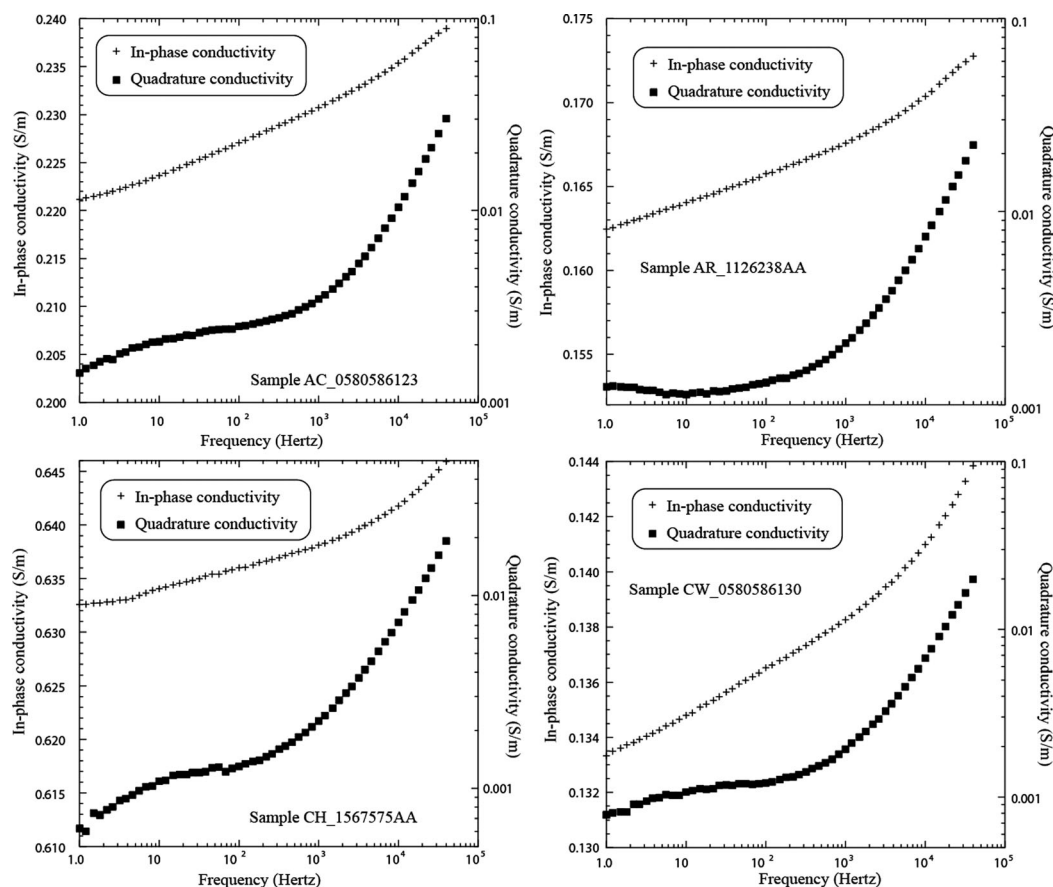 0.240
0.235
0.230
0.225
0.220
0.215
0.210
0.205
0.200
In-phase conductivity (S/m)
In-phase conductivity
Quadrature conductivity
Sample AC_0580586123
0.1
0.01
0.001
Quadrature conductivity (S/m)
1.0 10 10² 10³ 10⁴ 10⁵
Frequency (Hertz)
0.175
0.170
0.165
0.160
0.155
In-phase conductivity (S/m)
In-phase conductivity
Quadrature conductivity
Sample AR_1126238AA
0.1
0.01
0.001
Quadrature conductivity (S/m)
1.0 10 10² 10³ 10⁴ 10⁵
Frequency (Hertz)
0.645
0.640
0.635
0.630
0.625
0.620
0.615
0.610
In-phase conductivity (S/m)
In-phase conductivity
Quadrature conductivity
Sample CH_1567575AA
0.01
0.001
Quadrature conductivity (S/m)
1.0 10 10² 10³ 10⁴ 10⁵
Frequency (Hertz)
0.144
0.142
0.140
0.138
0.136
0.134
0.132
0.130
In-phase conductivity (S/m)
In-phase conductivity
Quadrature conductivity
Sample CW_0580586130
0.1
0.01
0.001
Quadrature conductivity (S/m)
1.0 10 10² 10³ 10⁴ 10⁵
Frequency (Hertz)